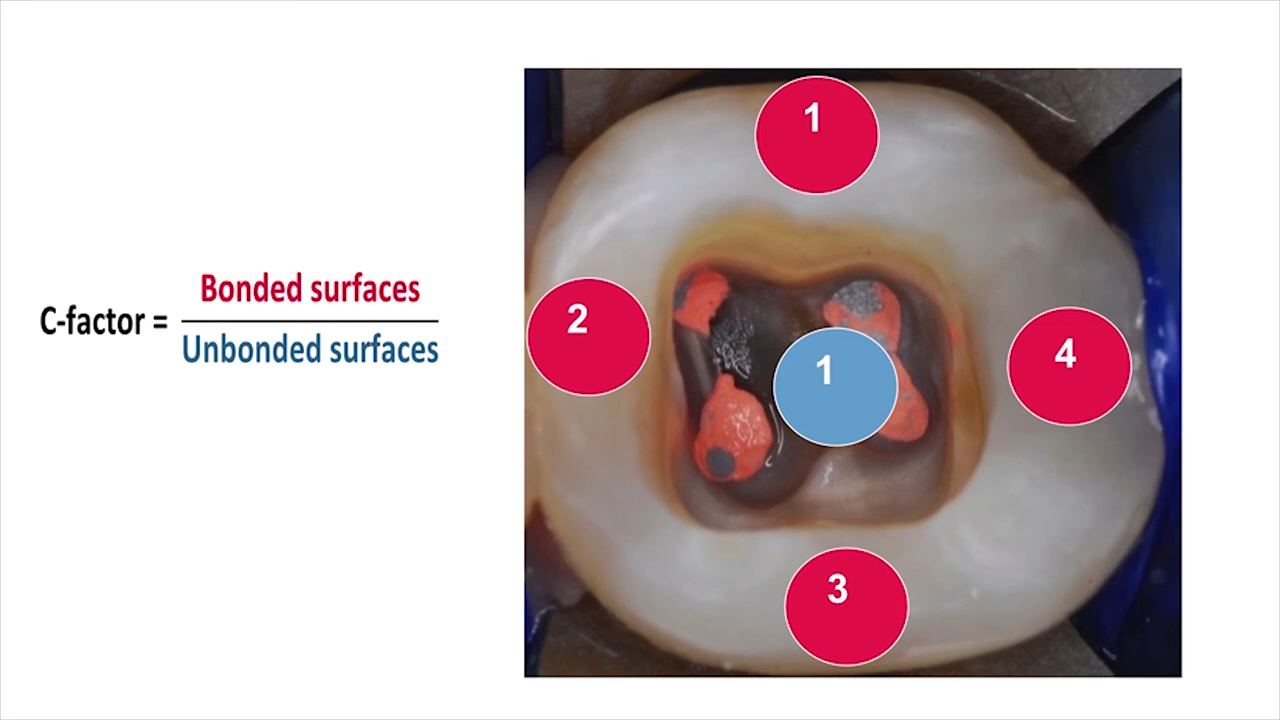 C-factor =
Bonded surfaces
Unbonded surfaces
1
2
1
4
3